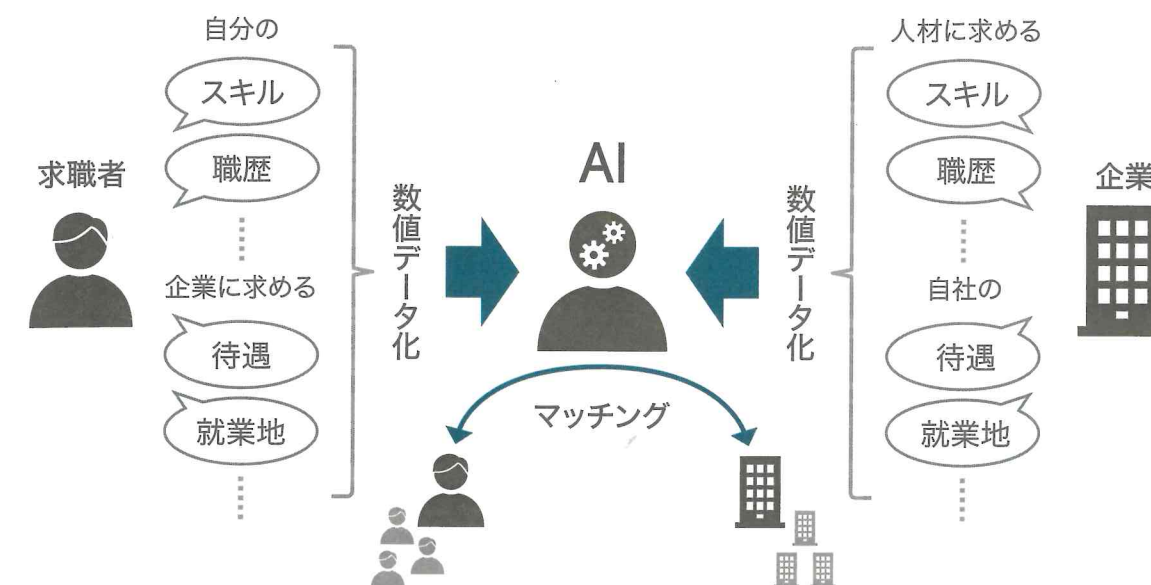 求職者
自分の
スキル
職歴
企業に求める
待遇
就業地
数値データ化
AI
マッチング
数値データ化
人材に求める
スキル
職歴
自社の
待遇
就業地
企業